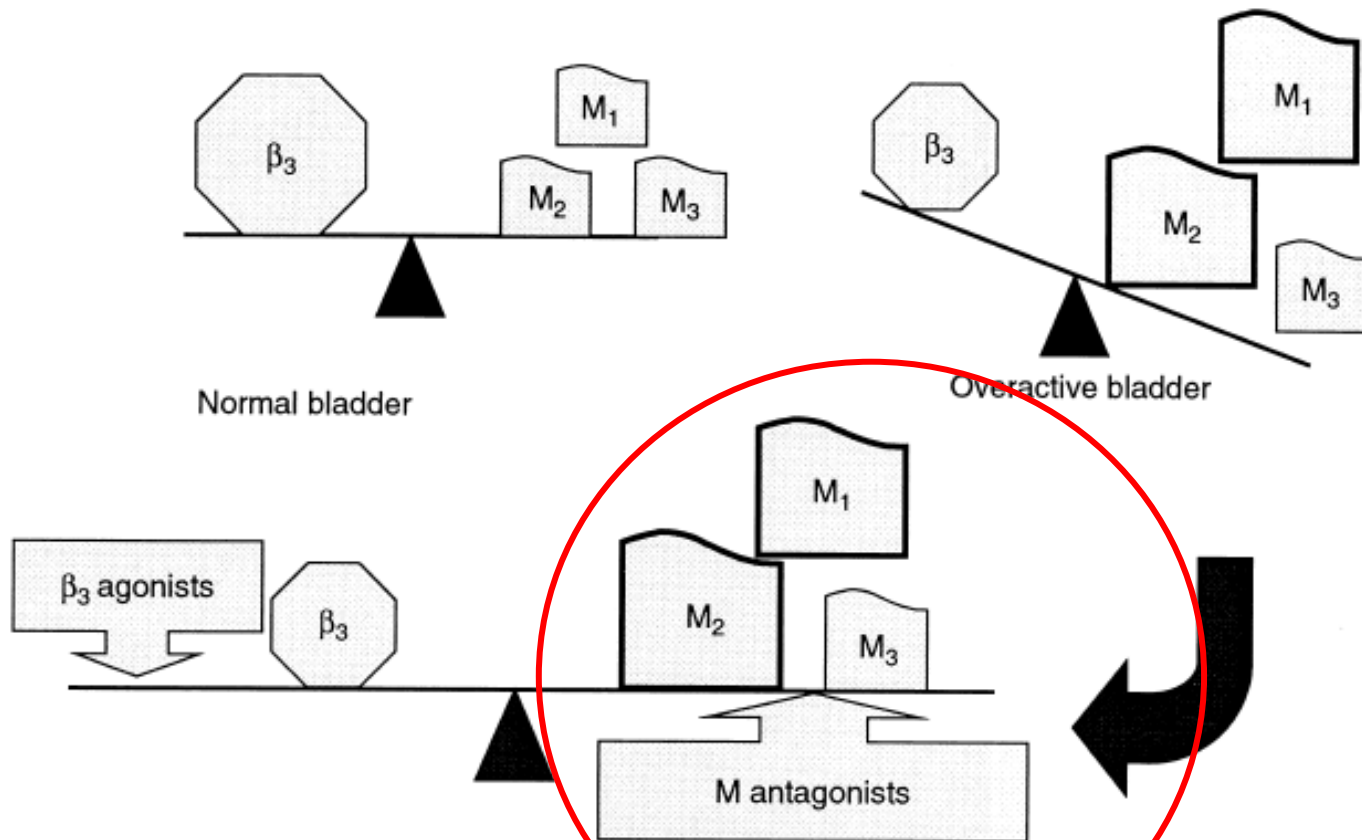 β₃
M₁
M₂
M₃
Normal bladder
β₃
M₁
M₂
M₃
Overactive bladder
β₃ agonists
β₃
M₁
M₂
M₃
M antagonists